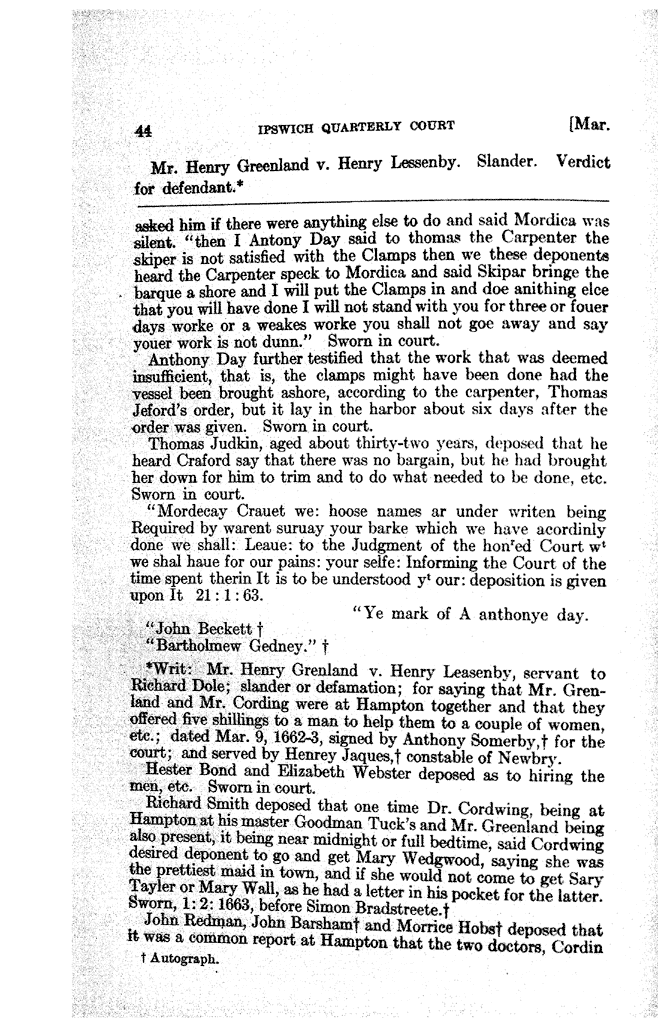 44 IPSWICH QUARTERLY COURT [Mar.
Mr. Henry Greenland v. Henry Lessenby. Slander. Verdict
for defendant.*
asked him if there were anything else to do and said Mordica was
silent. "then I Antony Day said to thomas the Carpenter the
skiper is not satisfied with the Clamps then we these deponents
heard the Carpenter speck to Mordica and said Skipar bringe the
barque a shore and I will put the Clamps in and doe anithing elce
that you will have done I will not stand with you for three or fouer
days worke or a weakes worke you shall not goe away and say
youer work is not dunn." Sworn in court.
Anthony Day further testified that the work that was deemed
insufficient, that is, the clamps might have been done had the
vessel been brought ashore, according to the carpenter, Thomas
Jeford's order, but it lay in the harbor about six days after the
order was given. Sworn in court.
Thomas Judkin, aged about thirty-two years, deposed that he
heard Craford say that there was no bargain, but he had brought
her down for him to trim and to do what needed to be done, etc.
Sworn in court.
"Mordecay Crauet we: hoose names ar under writen being
Required by warent suruay your barke which we have acordinly
done we shall: Leaue: to the Judgment of the honʳed Court wᵗ
we shal haue for our pains: your selfe: Informing the Court of the
time spent therin It is to be understood yᵗ our: deposition is given
upon It 21 : 1 : 63.
"Ye mark of A anthonye day.
"John Beckett †
"Bartholmew Gedney." †
*Writ: Mr. Henry Grenland v. Henry Leasenby, servant to
Richard Dole; slander or defamation; for saying that Mr. Gren-
land and Mr. Cording were at Hampton together and that they
offered five shillings to a man to help them to a couple of women,
etc.; dated Mar. 9, 1662-3, signed by Anthony Somerby,† for the
court; and served by Henrey Jaques,† constable of Newbry.
Hester Bond and Elizabeth Webster deposed as to hiring the
men, etc. Sworn in court.
Richard Smith deposed that one time Dr. Cordwing, being at
Hampton at his master Goodman Tuck's and Mr. Greenland being
also present, it being near midnight or full bedtime, said Cordwing
desired deponent to go and get Mary Wedgwood, saying she was
the prettiest maid in town, and if she would not come to get Sary
Tayler or Mary Wall, as he had a letter in his pocket for the latter.
Sworn, 1: 2: 1663, before Simon Bradstreete.†
John Redman, John Barsham† and Morrice Hobs† deposed that
it was a common report at Hampton that the two doctors, Cordin
† Autograph.